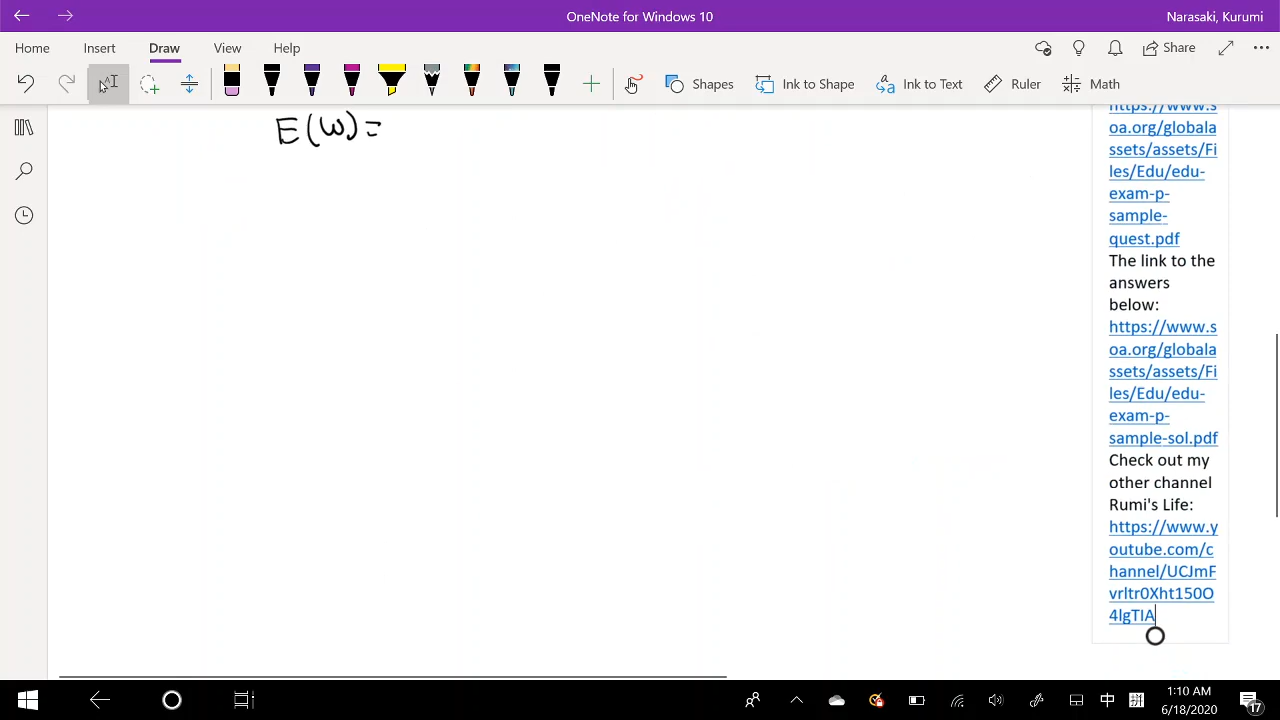 OneNote for Windows 10
Narasaki, Kurumi
Home Insert Draw View Help
Share
Shapes Ink to Shape Ink to Text Ruler Math
E(W)=
https://www.s
oa.org/globala
ssets/assets/Fi
les/Edu/edu-
exam-p-
sample-
quest.pdf
The link to the
answers
below:
https://www.s
oa.org/globala
ssets/assets/Fi
les/Edu/edu-
exam-p-
sample-sol.pdf
Check out my
other channel
Rumi's Life:
https://www.y
outube.com/c
hannel/UCJmF
vrltr0Xht150O
4lgTIA
中
拼
1:10 AM
6/18/2020
17